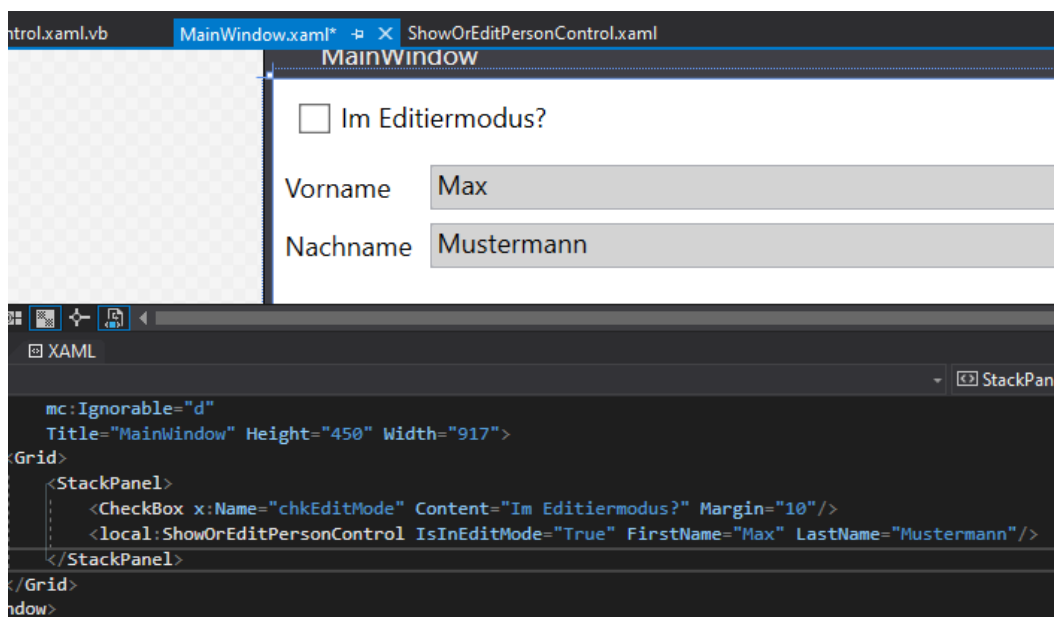 ntrol.xaml.vb MainWindow.xaml* ShowOrEditPersonControl.xaml
MainWindow
Im Editiermodus?
Vorname Max
Nachname Mustermann
XAML
StackPan
mc:Ignorable="d"
Title="MainWindow" Height="450" Width="917">
<Grid>
<StackPanel>
<CheckBox x:Name="chkEditMode" Content="Im Editiermodus?" Margin="10"/>
<local:ShowOrEditPersonControl IsInEditMode="True" FirstName="Max" LastName="Mustermann"/>
</StackPanel>
</Grid>
ndow>